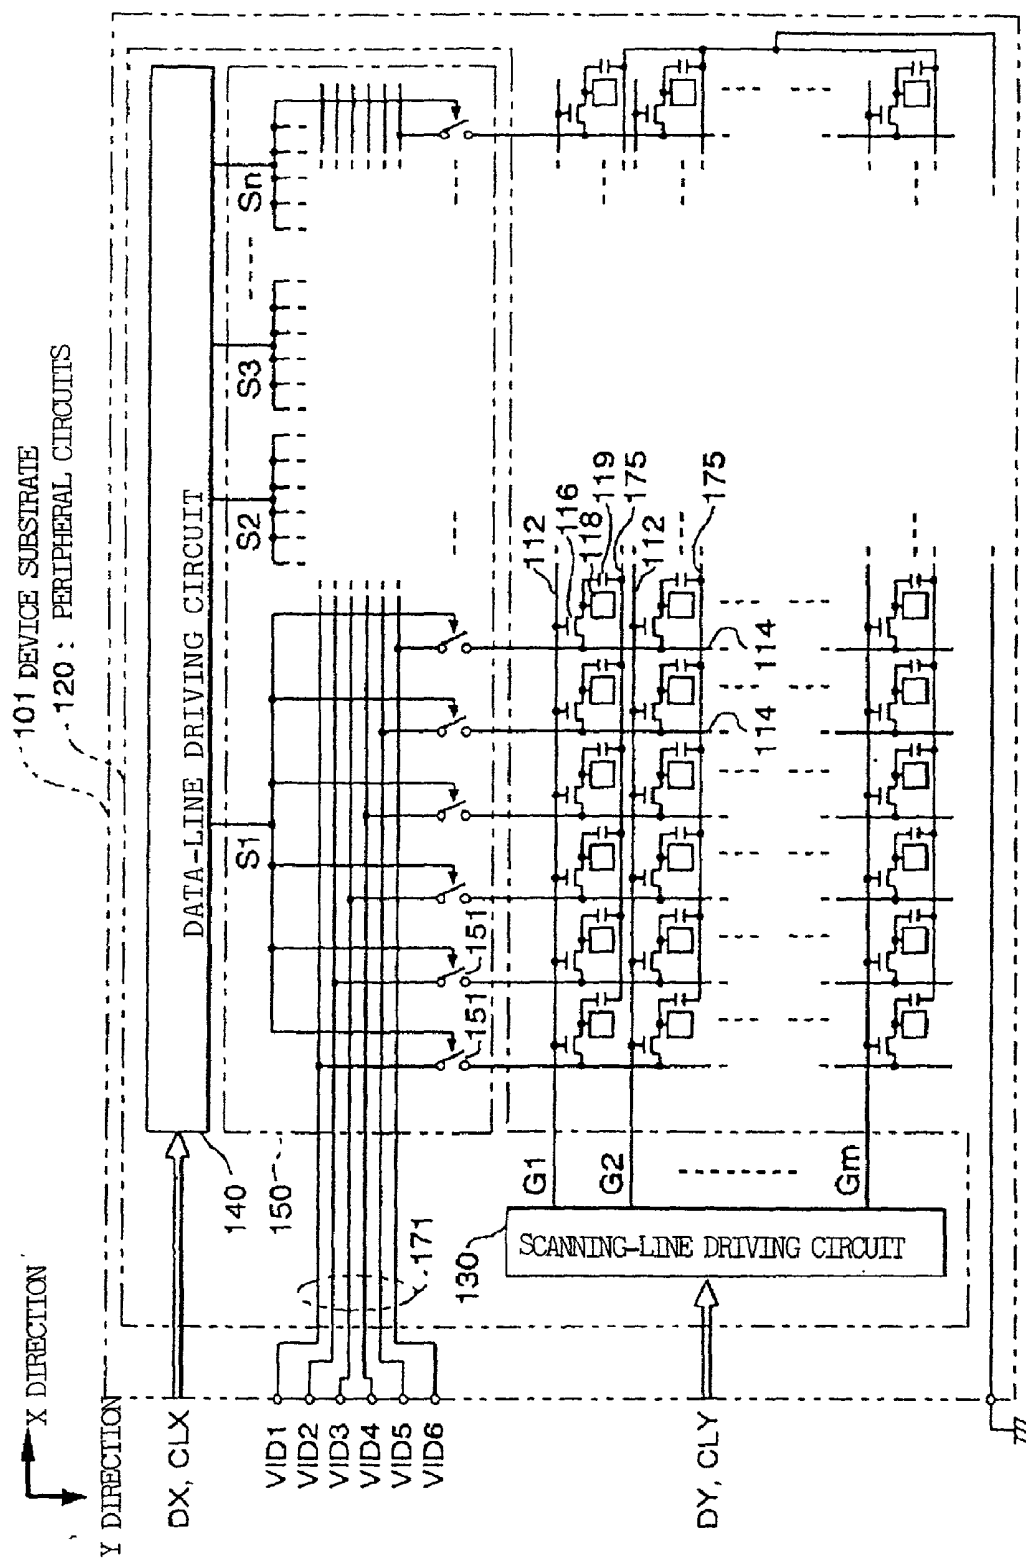 101 DEVICE SUBSTRATE
120 : PERIPHERAL CIRCUITS
X DIRECTION
Y DIRECTION
DATA-LINE DRIVING CIRCUIT
DX, CLX
140
150
S1
S2
S3
Sn
VID1
VID2
VID3
VID4
VID5
VID6
171
151
151
112
116
118
119
175
112
175
114
114
G1
G2
Gm
130
SCANNING-LINE DRIVING CIRCUIT
DY, CLY